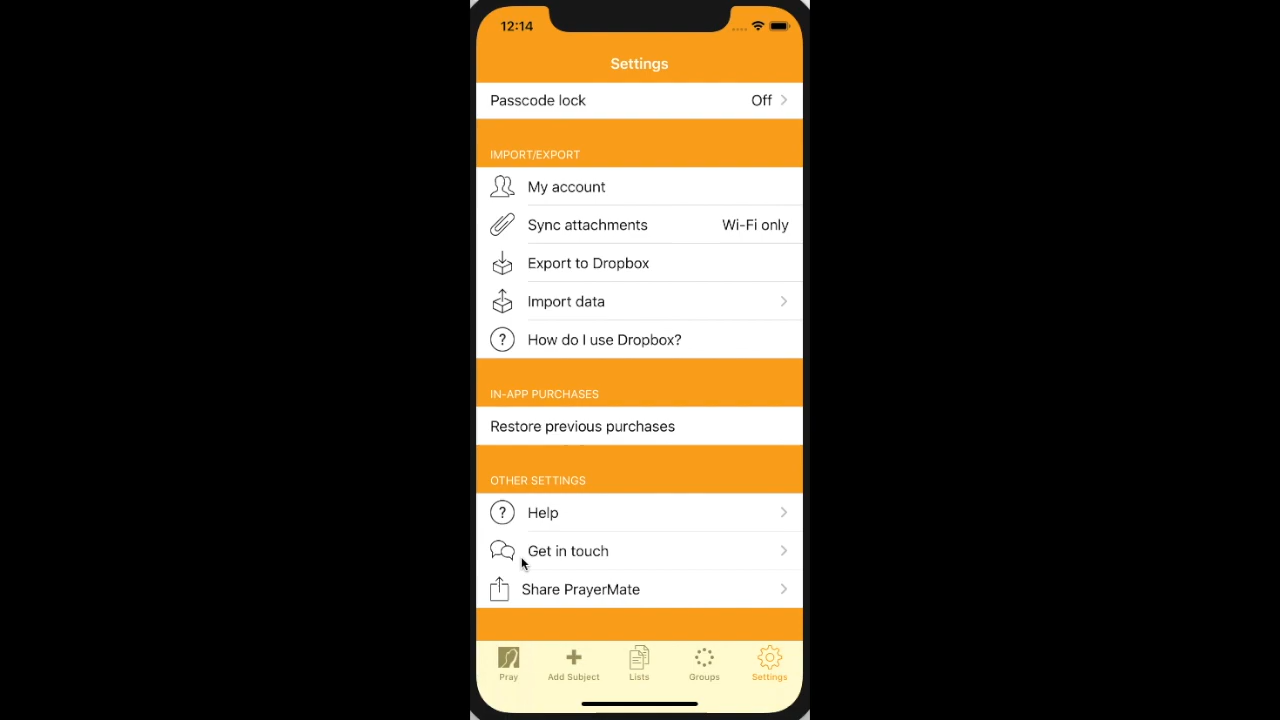 12:14
Settings
Passcode lock Off
IMPORT/EXPORT
My account
Sync attachments Wi-Fi only
Export to Dropbox
Import data
? How do I use Dropbox?
IN-APP PURCHASES
Restore previous purchases
OTHER SETTINGS
? Help
Get in touch
Share PrayerMate
Pray Add Subject Lists Groups Settings